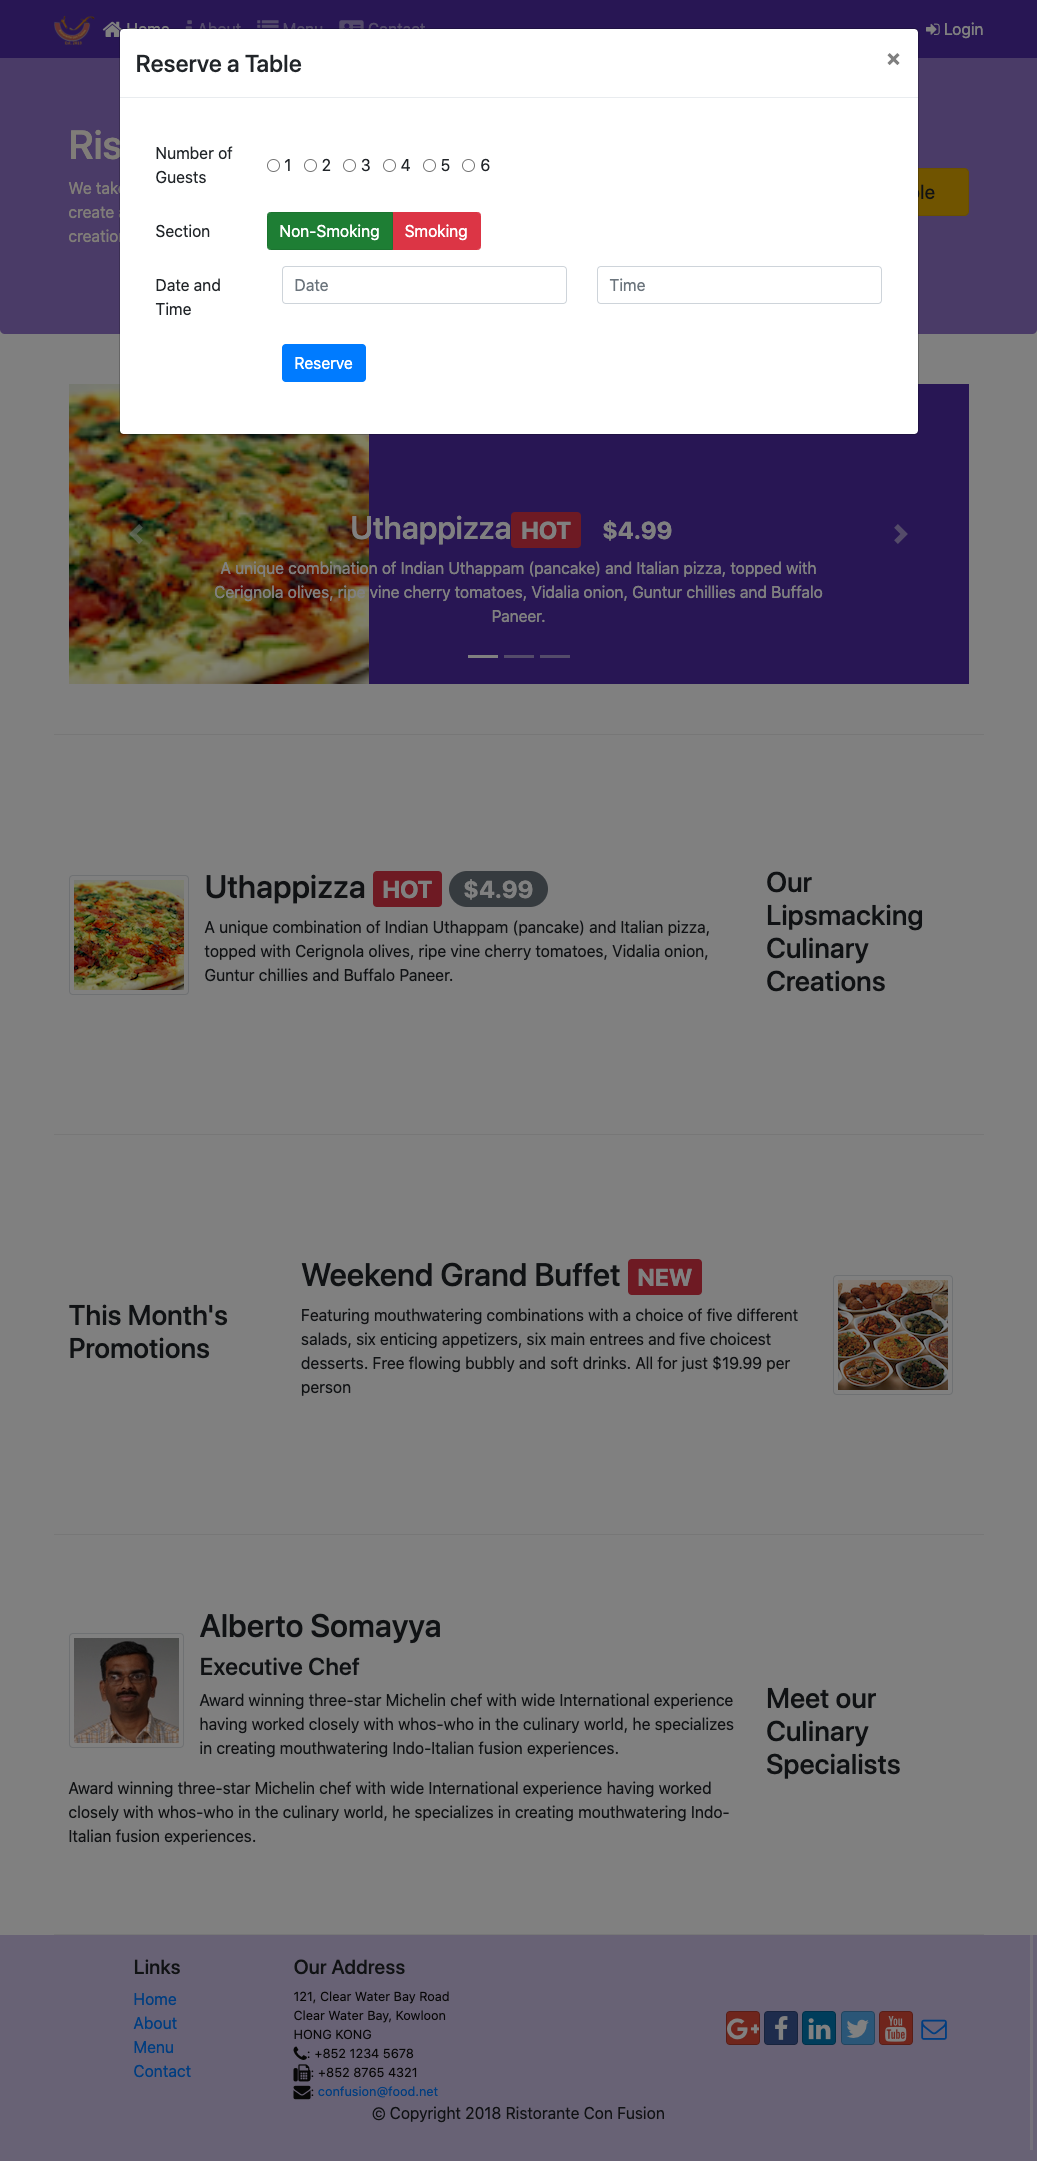 Home About Menu Contact Login
Reserve a Table ×
Ris
We take
create a
creation
ole
Number of
Guests
1 2 3 4 5 6
Section Non-Smoking Smoking
Date and
Time
Date Time
Reserve
Uthappizza HOT $4.99
A unique combination of Indian Uthappam (pancake) and Italian pizza, topped with
Cerignola olives, ripe vine cherry tomatoes, Vidalia onion, Guntur chillies and Buffalo
Paneer.
Uthappizza HOT $4.99
A unique combination of Indian Uthappam (pancake) and Italian pizza,
topped with Cerignola olives, ripe vine cherry tomatoes, Vidalia onion,
Guntur chillies and Buffalo Paneer.
Our
Lipsmacking
Culinary
Creations
This Month's
Promotions
Weekend Grand Buffet NEW
Featuring mouthwatering combinations with a choice of five different
salads, six enticing appetizers, six main entrees and five choicest
desserts. Free flowing bubbly and soft drinks. All for just $19.99 per
person
Alberto Somayya
Executive Chef
Award winning three-star Michelin chef with wide International experience
having worked closely with whos-who in the culinary world, he specializes
in creating mouthwatering Indo-Italian fusion experiences.
Award winning three-star Michelin chef with wide International experience having worked
closely with whos-who in the culinary world, he specializes in creating mouthwatering Indo-
Italian fusion experiences.
Meet our
Culinary
Specialists
Links
Home
About
Menu
Contact
Our Address
121, Clear Water Bay Road
Clear Water Bay, Kowloon
HONG KONG
: +852 1234 5678
: +852 8765 4321
: confusion@food.net
You
Tube
© Copyright 2018 Ristorante Con Fusion